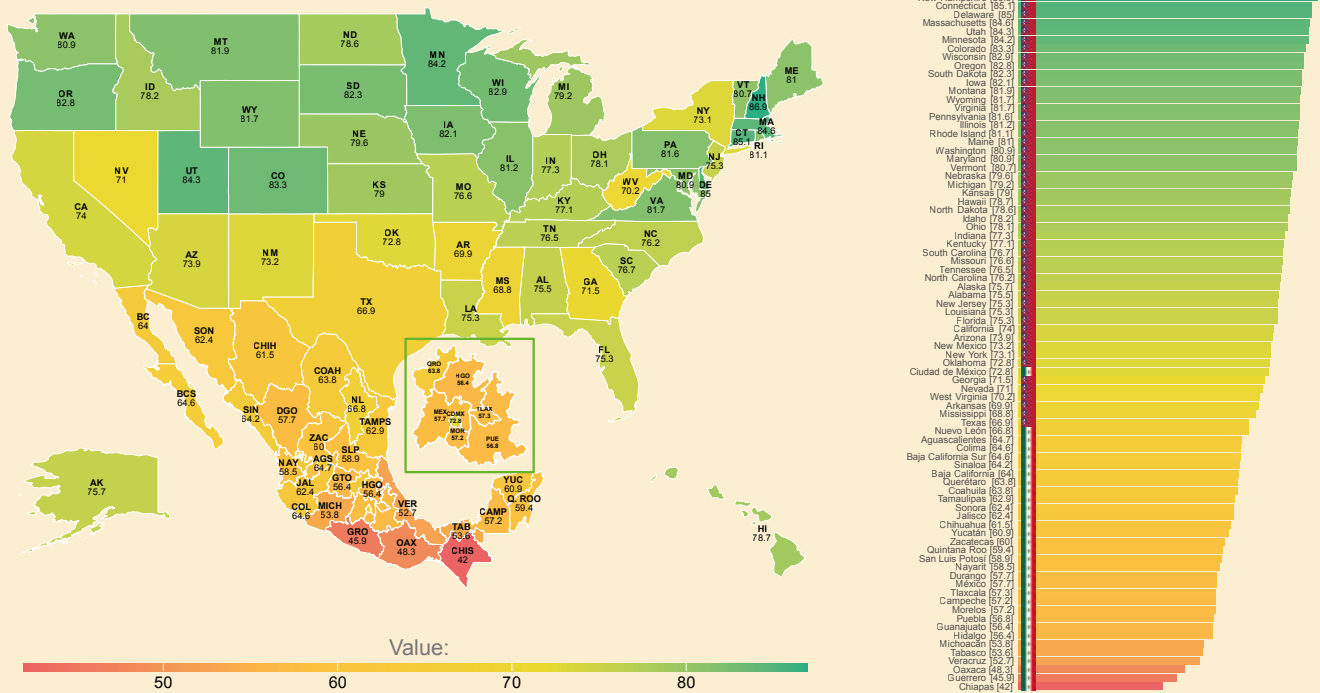 WA
80.9
OR
82.8
CA
74
NV
71
ID
78.2
MT
81.9
WY
81.7
UT
84.3
AZ
73.9
CO
83.3
NM
73.2
ND
78.6
SD
82.3
NE
79.6
KS
79
OK
72.8
TX
66.9
MN
84.2
IA
82.1
MO
76.6
AR
69.9
LA
75.3
WI
82.9
IL
81.2
MI
79.2
IN
77.3
OH
78.1
KY
77.1
TN
76.5
MS
68.8
AL
75.5
GA
71.5
FL
75.3
SC
76.7
NC
76.2
VA
81.7
WV
70.2
PA
81.6
NY
73.1
VT
80.7
NH
86.9
ME
81
MA
84.6
CT
85.1
RI
81.1
NJ
75.3
MD
80.9
DE
85
AK
75.7
HI
78.7
BC
64
BCS
64.6
SON
62.4
CHIH
61.5
COAH
63.8
NL
66.8
TAMPS
62.9
SIN
64.2
DGO
57.7
ZAC
60
SLP
58.9
NAY
58.5
AGS
64.7
JAL
62.4
GTO
56.4
HGO
56.4
COL
64.6
MICH
53.8
GRO
45.9
VER
52.7
OAX
48.3
TAB
53.6
CHIS
42
CAMP
57.2
YUC
60.9
Q. ROO
59.4
QRO
63.8
HGO
56.4
MEX
57.7
CDMX
72.8
TLAX
57.3
MOR
57.2
PUE
56.8
Value:
50 60 70 80
Connecticut [85.1]
Delaware [85]
Massachusetts [84.6]
Utah [84.3]
Minnesota [84.2]
Colorado [83.3]
Wisconsin [82.9]
Oregon [82.8]
South Dakota [82.3]
Iowa [82.1]
Montana [81.9]
Wyoming [81.7]
Virginia [81.7]
Pennsylvania [81.6]
Illinois [81.2]
Rhode Island [81.1]
Maine [81]
Washington [80.9]
Maryland [80.9]
Vermont [80.7]
Nebraska [79.6]
Michigan [79.2]
Kansas [79]
Hawaii [78.7]
North Dakota [78.6]
Idaho [78.2]
Ohio [78.1]
Indiana [77.3]
Kentucky [77.1]
South Carolina [76.7]
Missouri [76.6]
Tennessee [76.5]
North Carolina [76.2]
Alaska [75.7]
Alabama [75.5]
New Jersey [75.3]
Louisiana [75.3]
Florida [75.3]
California [74]
Arizona [73.9]
New Mexico [73.2]
New York [73.1]
Oklahoma [72.8]
Ciudad de México [72.8]
Georgia [71.5]
Nevada [71]
West Virginia [70.2]
Arkansas [69.9]
Mississippi [68.8]
Texas [66.9]
Nuevo León [66.8]
Aguascalientes [64.7]
Colima [64.6]
Baja California Sur [64.6]
Sinaloa [64.2]
Baja California [64]
Querétaro [63.8]
Coahuila [63.8]
Tamaulipas [62.9]
Sonora [62.4]
Jalisco [62.4]
Chihuahua [61.5]
Yucatán [60.9]
Zacatecas [60]
Quintana Roo [59.4]
San Luis Potosí [58.9]
Nayarit [58.5]
Durango [57.7]
México [57.7]
Tlaxcala [57.3]
Campeche [57.2]
Morelos [57.2]
Puebla [56.8]
Guanajuato [56.4]
Hidalgo [56.4]
Michoacán [53.8]
Tabasco [53.6]
Veracruz [52.7]
Oaxaca [48.3]
Guerrero [45.9]
Chiapas [42]